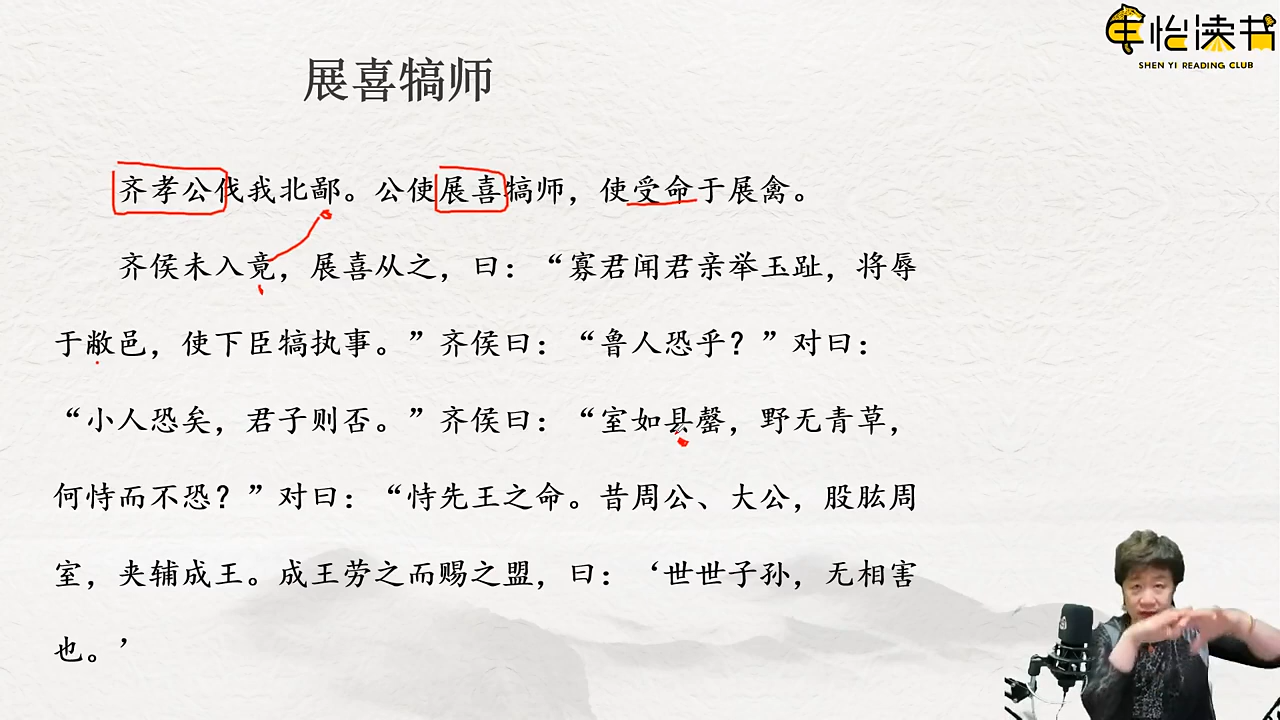 申怡读书
SHEN YI READING CLUB
展喜犒师
齐孝公伐我北鄙。公使展喜犒师，使受命于展禽。
齐侯未入竟，展喜从之，曰：“寡君闻君亲举玉趾，将辱
于敝邑，使下臣犒执事。”齐侯曰：“鲁人恐乎？”对曰：
“小人恐矣，君子则否。”齐侯曰：“室如县罄，野无青草，
何恃而不恐？”对曰：“恃先王之命。昔周公、大公，股肱周
室，夹辅成王。成王劳之而赐之盟，曰：‘世世子孙，无相害
也。’